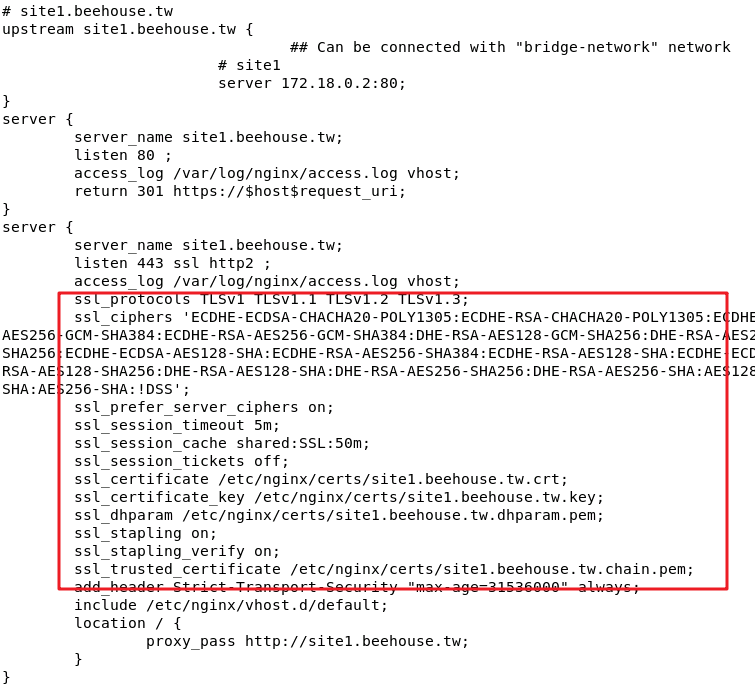 # site1.beehouse.tw
upstream site1.beehouse.tw {
## Can be connected with "bridge-network" network
# site1
server 172.18.0.2:80;
}
server {
server_name site1.beehouse.tw;
listen 80 ;
access_log /var/log/nginx/access.log vhost;
return 301 https://$host$request_uri;
}
server {
server_name site1.beehouse.tw;
listen 443 ssl http2 ;
access_log /var/log/nginx/access.log vhost;
ssl_protocols TLSv1 TLSv1.1 TLSv1.2 TLSv1.3;
ssl_ciphers 'ECDHE-ECDSA-CHACHA20-POLY1305:ECDHE-RSA-CHACHA20-POLY1305:ECDHE
AES256-GCM-SHA384:ECDHE-RSA-AES256-GCM-SHA384:DHE-RSA-AES128-GCM-SHA256:DHE-RSA-AES2
SHA256:ECDHE-ECDSA-AES128-SHA:ECDHE-RSA-AES256-SHA384:ECDHE-RSA-AES128-SHA:ECDHE-ECD
RSA-AES128-SHA256:DHE-RSA-AES128-SHA:DHE-RSA-AES256-SHA256:DHE-RSA-AES256-SHA:AES128
SHA:AES256-SHA:!DSS';
ssl_prefer_server_ciphers on;
ssl_session_timeout 5m;
ssl_session_cache shared:SSL:50m;
ssl_session_tickets off;
ssl_certificate /etc/nginx/certs/site1.beehouse.tw.crt;
ssl_certificate_key /etc/nginx/certs/site1.beehouse.tw.key;
ssl_dhparam /etc/nginx/certs/site1.beehouse.tw.dhparam.pem;
ssl_stapling on;
ssl_stapling_verify on;
ssl_trusted_certificate /etc/nginx/certs/site1.beehouse.tw.chain.pem;
add_header Strict-Transport-Security "max-age=31536000" always;
include /etc/nginx/vhost.d/default;
location / {
proxy_pass http://site1.beehouse.tw;
}
}